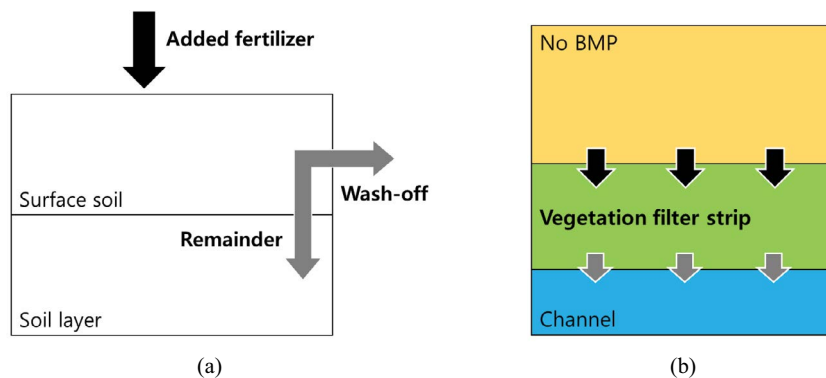 Added fertilizer
Surface soil
Wash-off
Remainder
Soil layer
(a)
No BMP
Vegetation filter strip
Channel
(b)